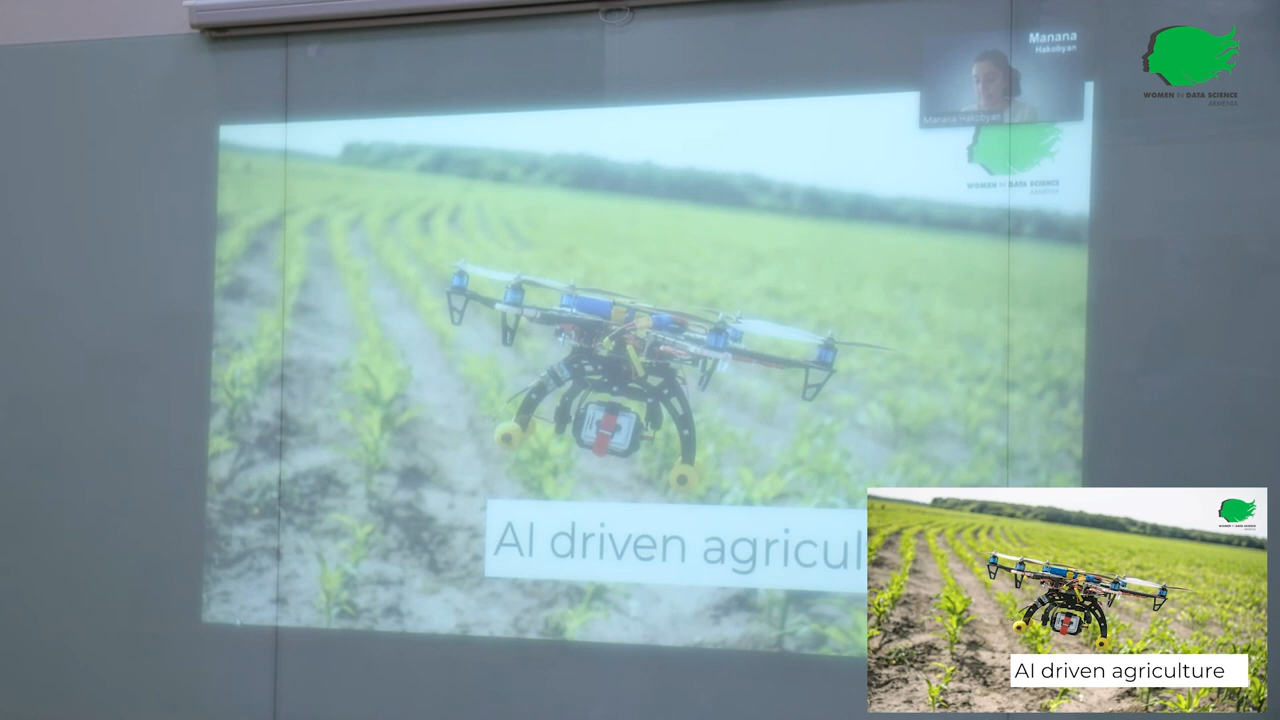 Manana
Hakobyan
Manana Hakobyan
WOMEN IN DATA SCIENCE
ARMENIA
WOMEN IN DATA SCIENCE
ARMENIA
AI driven agricul
AI driven agriculture